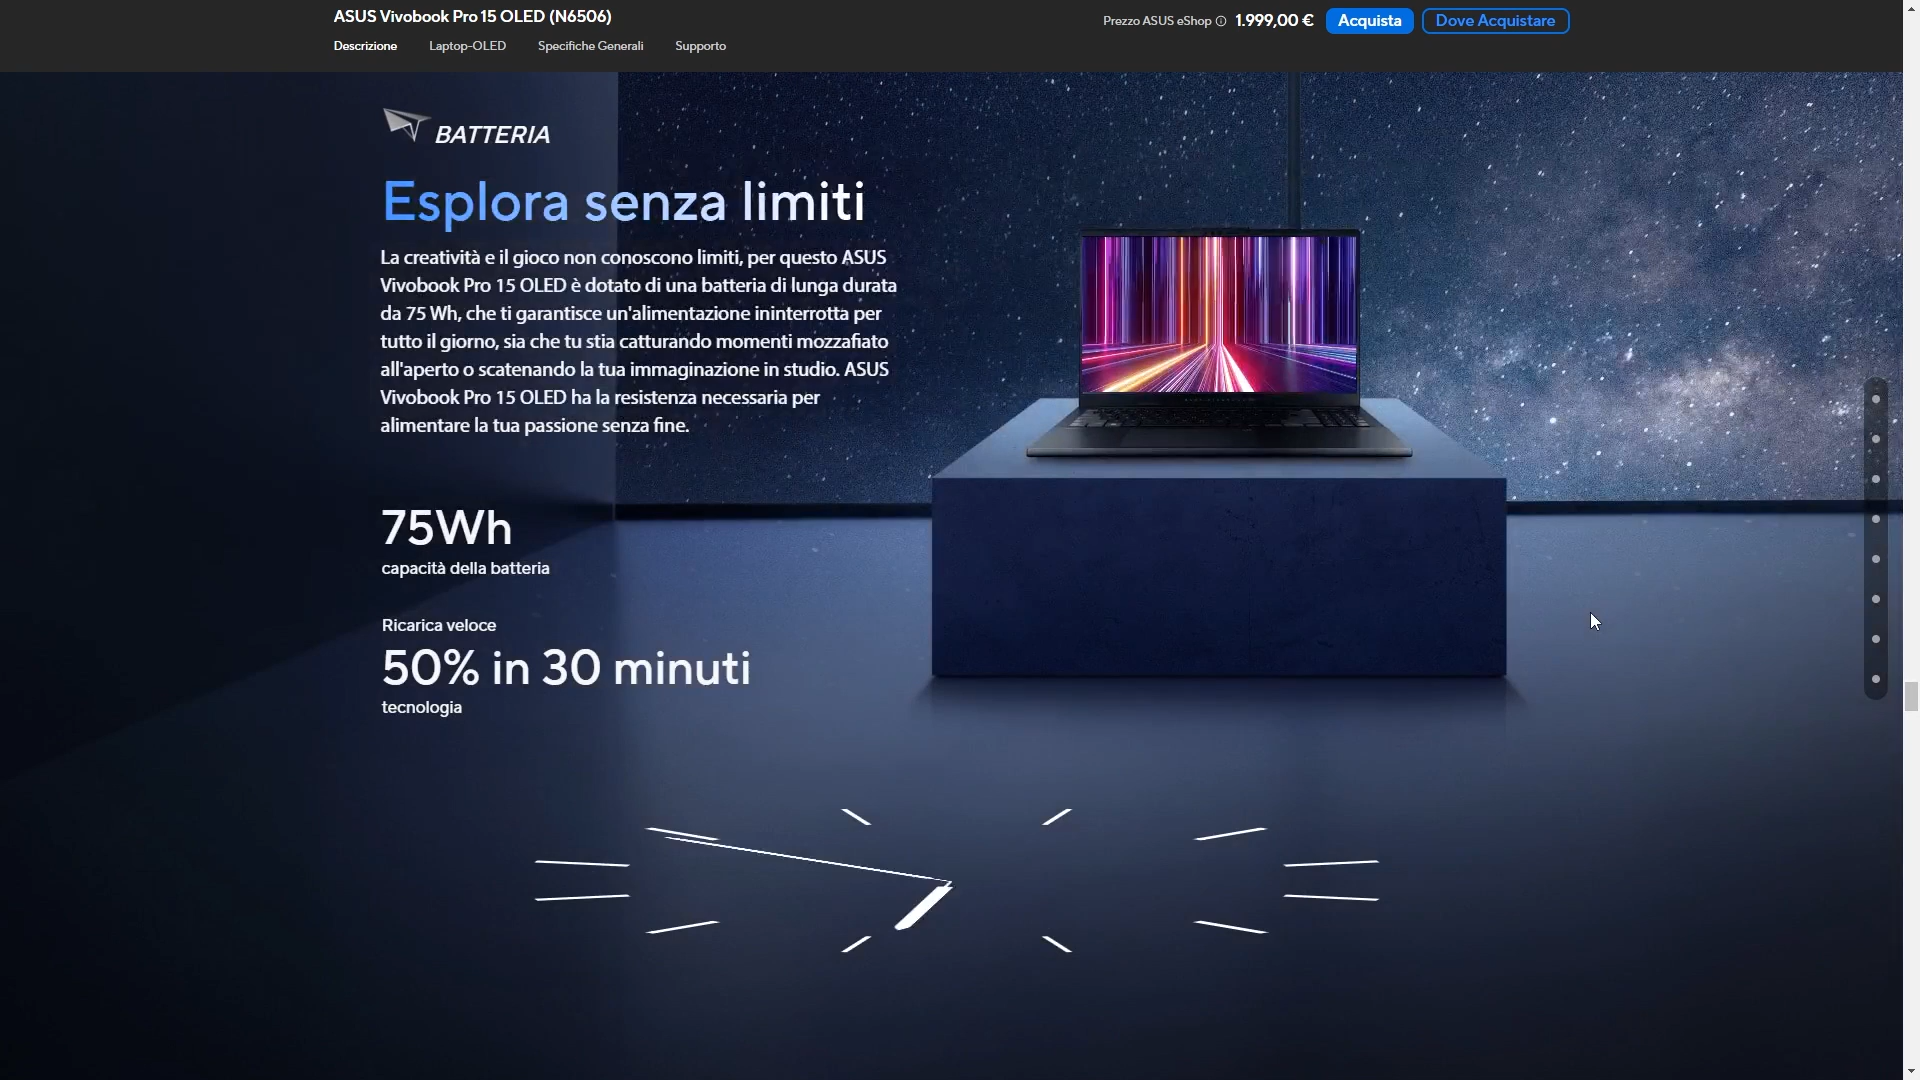 ASUS Vivobook Pro 15 OLED (N6506)
Prezzo ASUS eShop 1.999,00 € Acquista Dove Acquistare
Descrizione Laptop-OLED Specifiche Generali Supporto
BATTERIA
Esplora senza limiti
La creatività e il gioco non conoscono limiti, per questo ASUS
Vivobook Pro 15 OLED è dotato di una batteria di lunga durata
da 75 Wh, che ti garantisce un'alimentazione ininterrotta per
tutto il giorno, sia che tu stia catturando momenti mozzafiato
all'aperto o scatenando la tua immaginazione in studio. ASUS
Vivobook Pro 15 OLED ha la resistenza necessaria per
alimentare la tua passione senza fine.
75Wh
capacità della batteria
Ricarica veloce
50% in 30 minuti
tecnologia